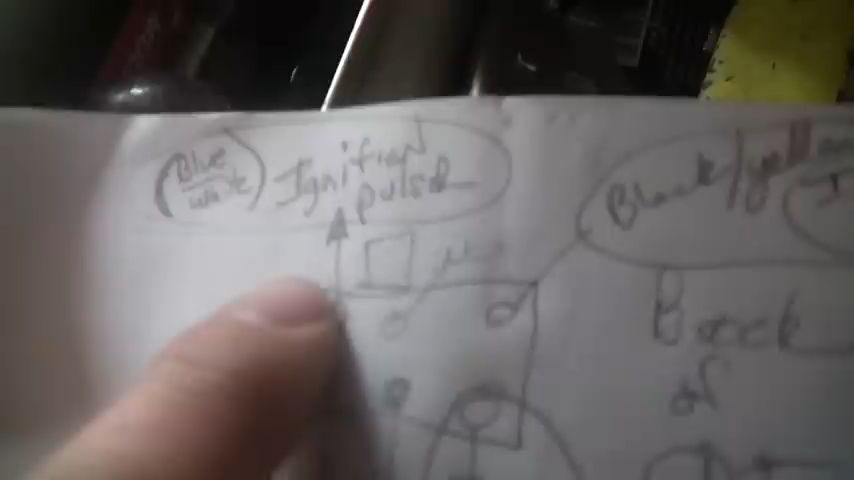 Blue
White
Ignition
pulse
Black/yellow
Back
of